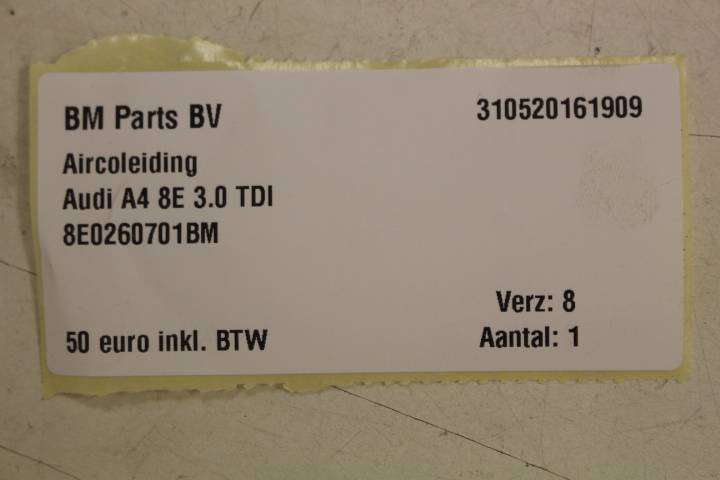 BM Parts BV
310520161909
Aircoleiding
Audi A4 8E 3.0 TDI
8E0260701BM
Verz: 8
50 euro inkl. BTW
Aantal: 1